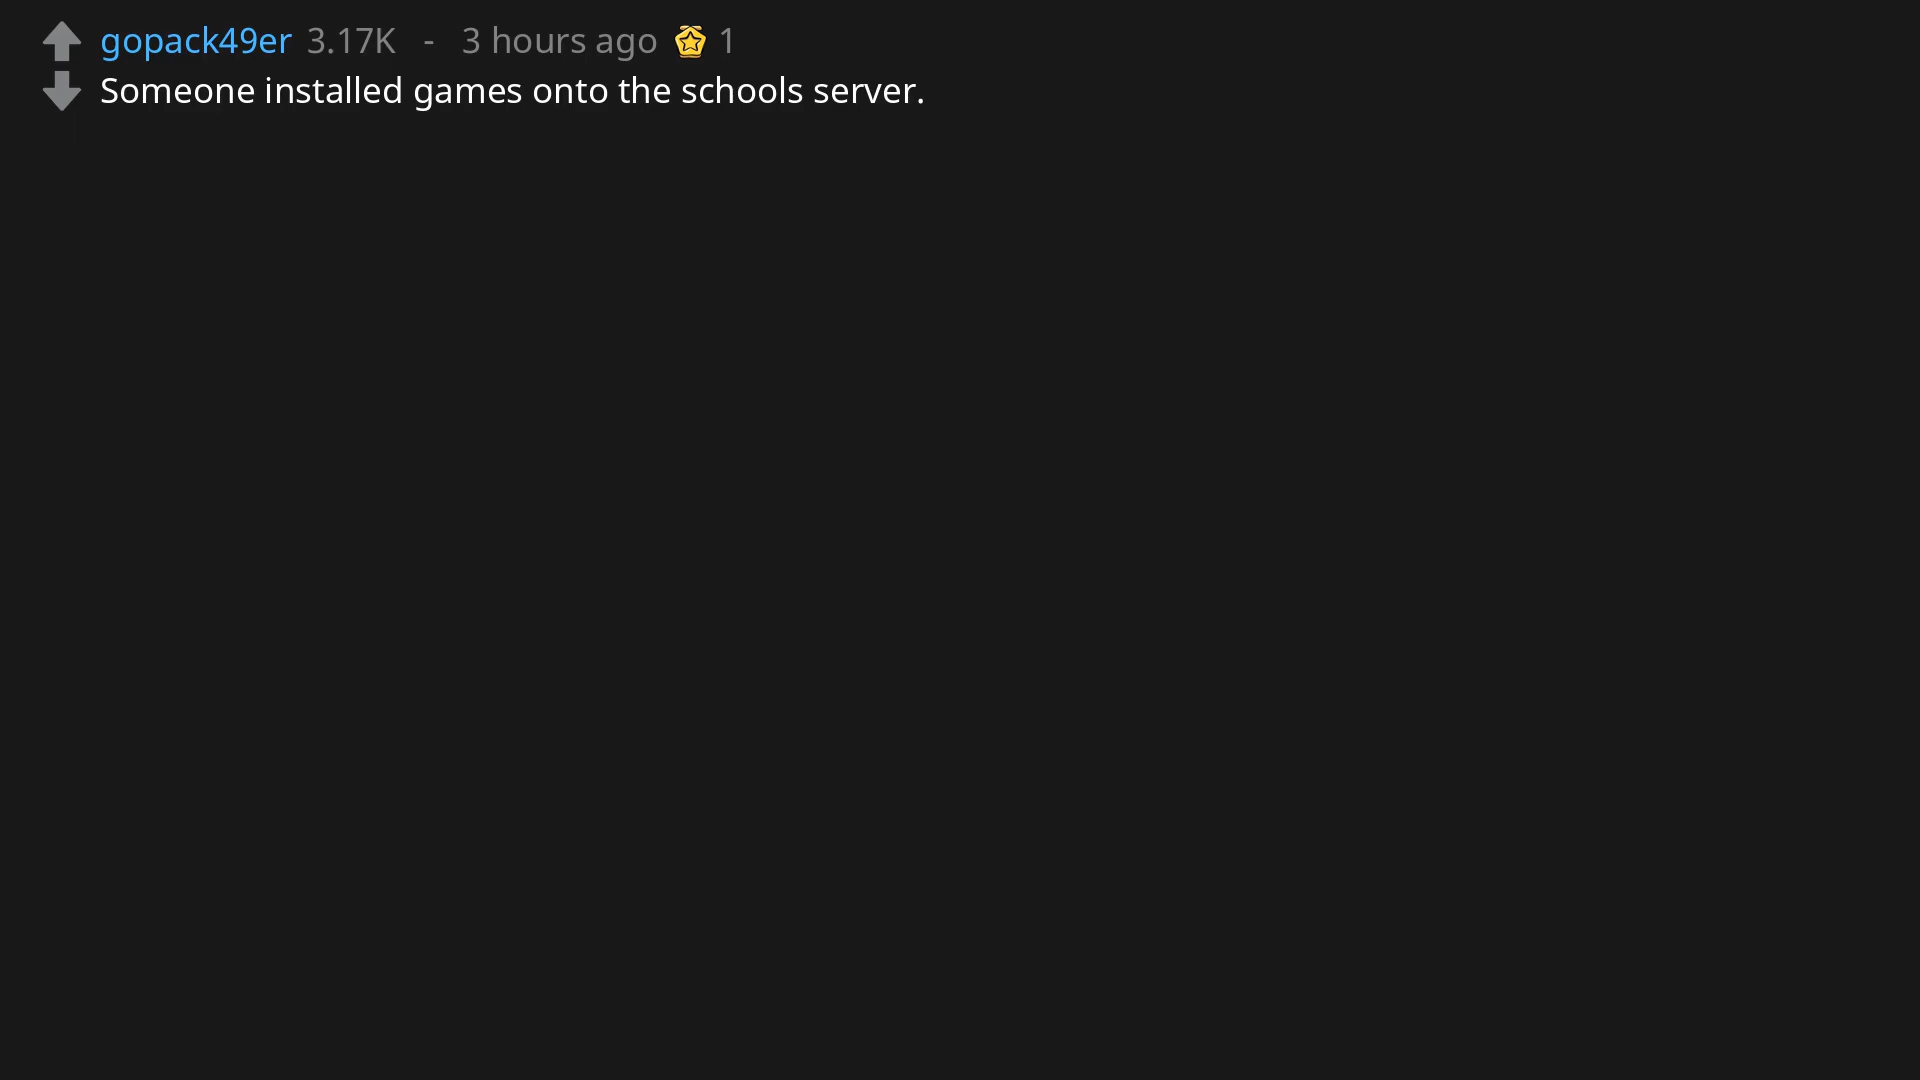 gopack49er 3.17K - 3 hours ago 1
Someone installed games onto the schools server.